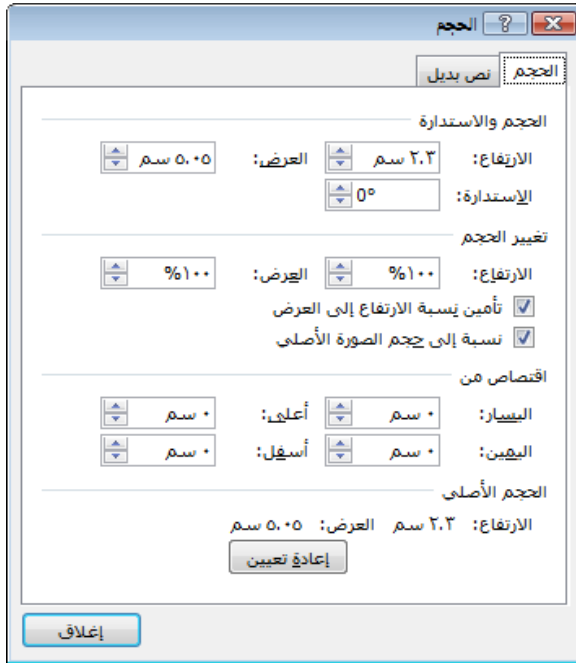 الحجم
الحجم نص بديل
الحجم والاستدارة
الارتفاع: ٢.٣ سم العرض: ٥.٠٥ سم
الاستدارة: 0°
تغيير الحجم
الارتفاع: ١٠٠% العرض: ١٠٠%
تأمين نسبة الارتفاع إلى العرض
نسبة إلى حجم الصورة الأصلي
اقتصاص من
اليسار: ٠ سم أعلى: ٠ سم
اليمين: ٠ سم أسفل: ٠ سم
الحجم الأصلي
الارتفاع: ٢.٣ سم العرض: ٥.٠٥ سم
إعادة تعيين
إغلاق